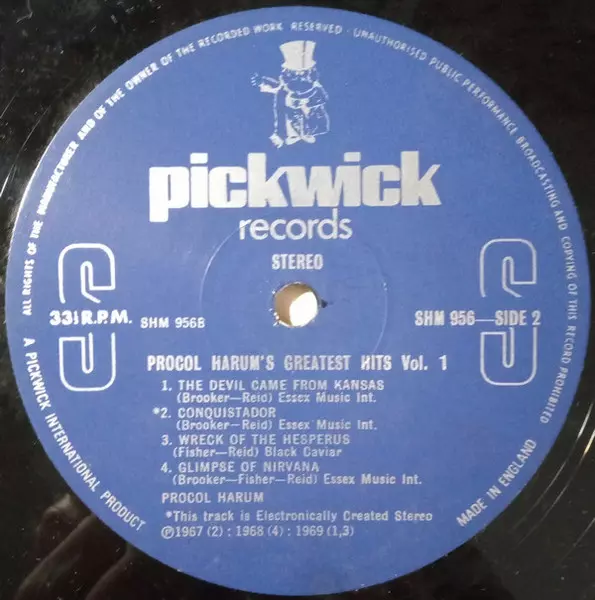 ALL RIGHTS OF THE MANUFACTURER AND OF THE OWNER OF THE RECORDED WORK RESERVED - UNAUTHORISED PUBLIC PERFORMANCE BROADCASTING AND COPYING OF THIS RECORD PROHIBITED
pickwick
records
STEREO
33⅓ R.P.M.
SHM 956B
SHM 956—SIDE 2
PROCOL HARUM'S GREATEST HITS Vol. 1
1. THE DEVIL CAME FROM KANSAS
(Brooker—Reid) Essex Music Int.
*2. CONQUISTADOR
(Brooker—Reid) Essex Music Int.
3. WRECK OF THE HESPERUS
(Fisher—Reid) Black Caviar
4. GLIMPSE OF NIRVANA
(Brooker—Fisher—Reid) Essex Music Int.
PROCOL HARUM
*This track is Electronically Created Stereo
℗1967 (2) : 1968 (4) : 1969 (1,3)
A PICKWICK INTERNATIONAL PRODUCT
MADE IN ENGLAND